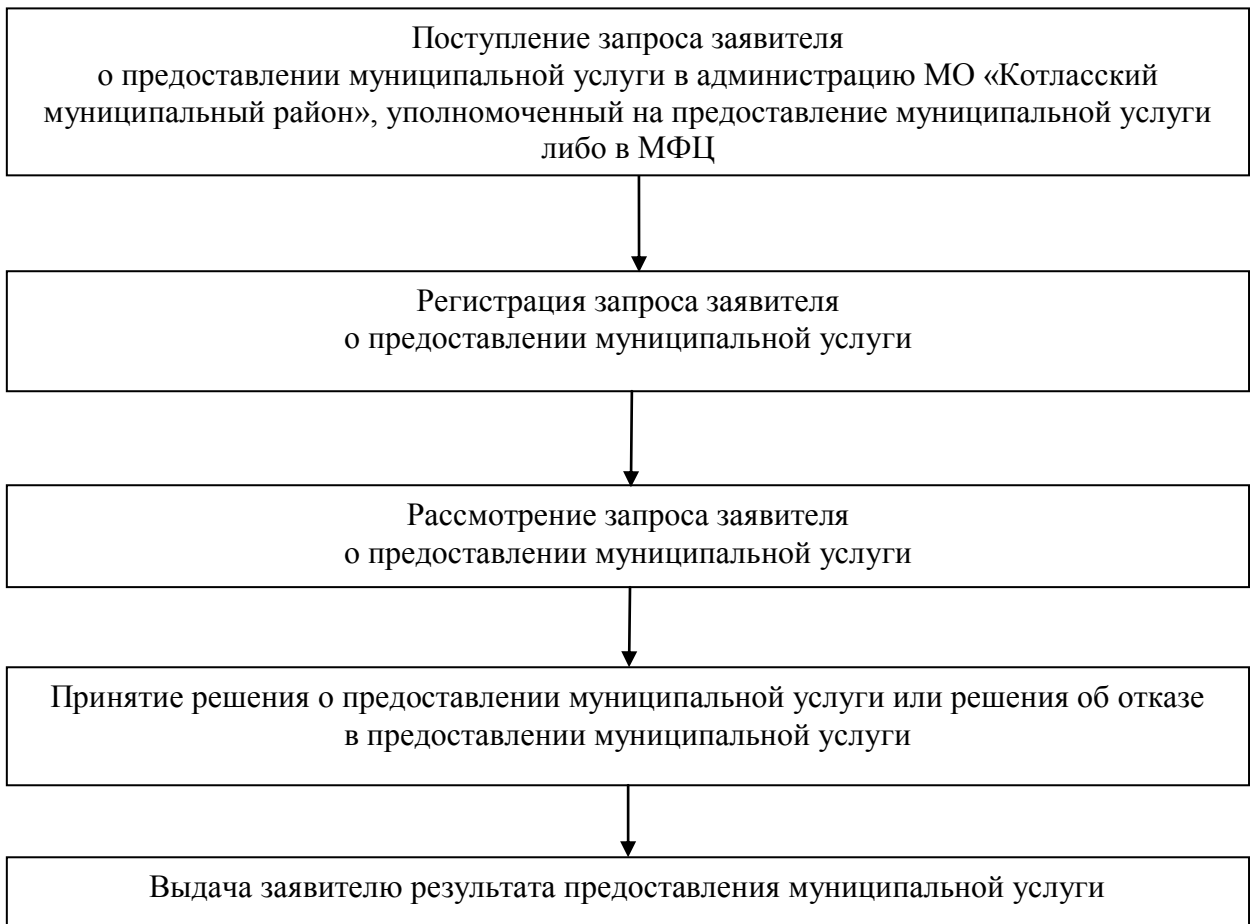 Поступление запроса заявителя
о предоставлении муниципальной услуги в администрацию МО «Котласский
муниципальный район», уполномоченный на предоставление муниципальной услуги
либо в МФЦ
Регистрация запроса заявителя
о предоставлении муниципальной услуги
Рассмотрение запроса заявителя
о предоставлении муниципальной услуги
Принятие решения о предоставлении муниципальной услуги или решения об отказе
в предоставлении муниципальной услуги
Выдача заявителю результата предоставления муниципальной услуги